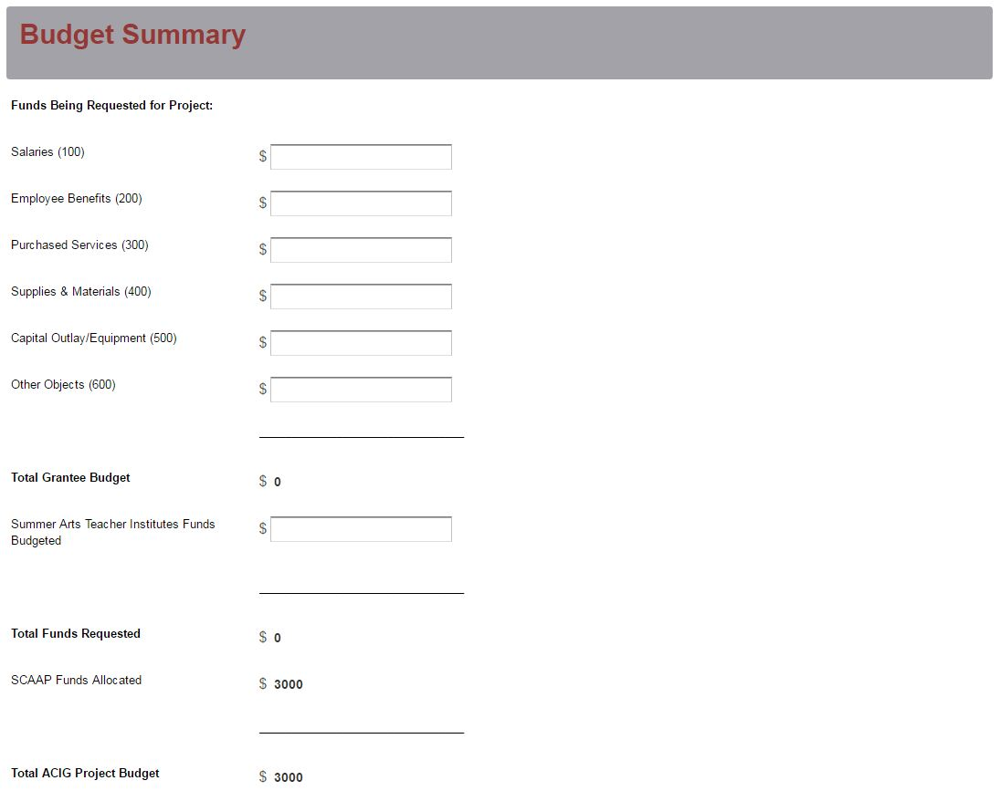 Budget Summary
Funds Being Requested for Project:
Salaries (100) $
Employee Benefits (200) $
Purchased Services (300) $
Supplies & Materials (400) $
Capital Outlay/Equipment (500) $
Other Objects (600) $
Total Grantee Budget $ 0
Summer Arts Teacher Institutes Funds $
Budgeted
Total Funds Requested $ 0
SCAAP Funds Allocated $ 3000
Total ACIG Project Budget $ 3000